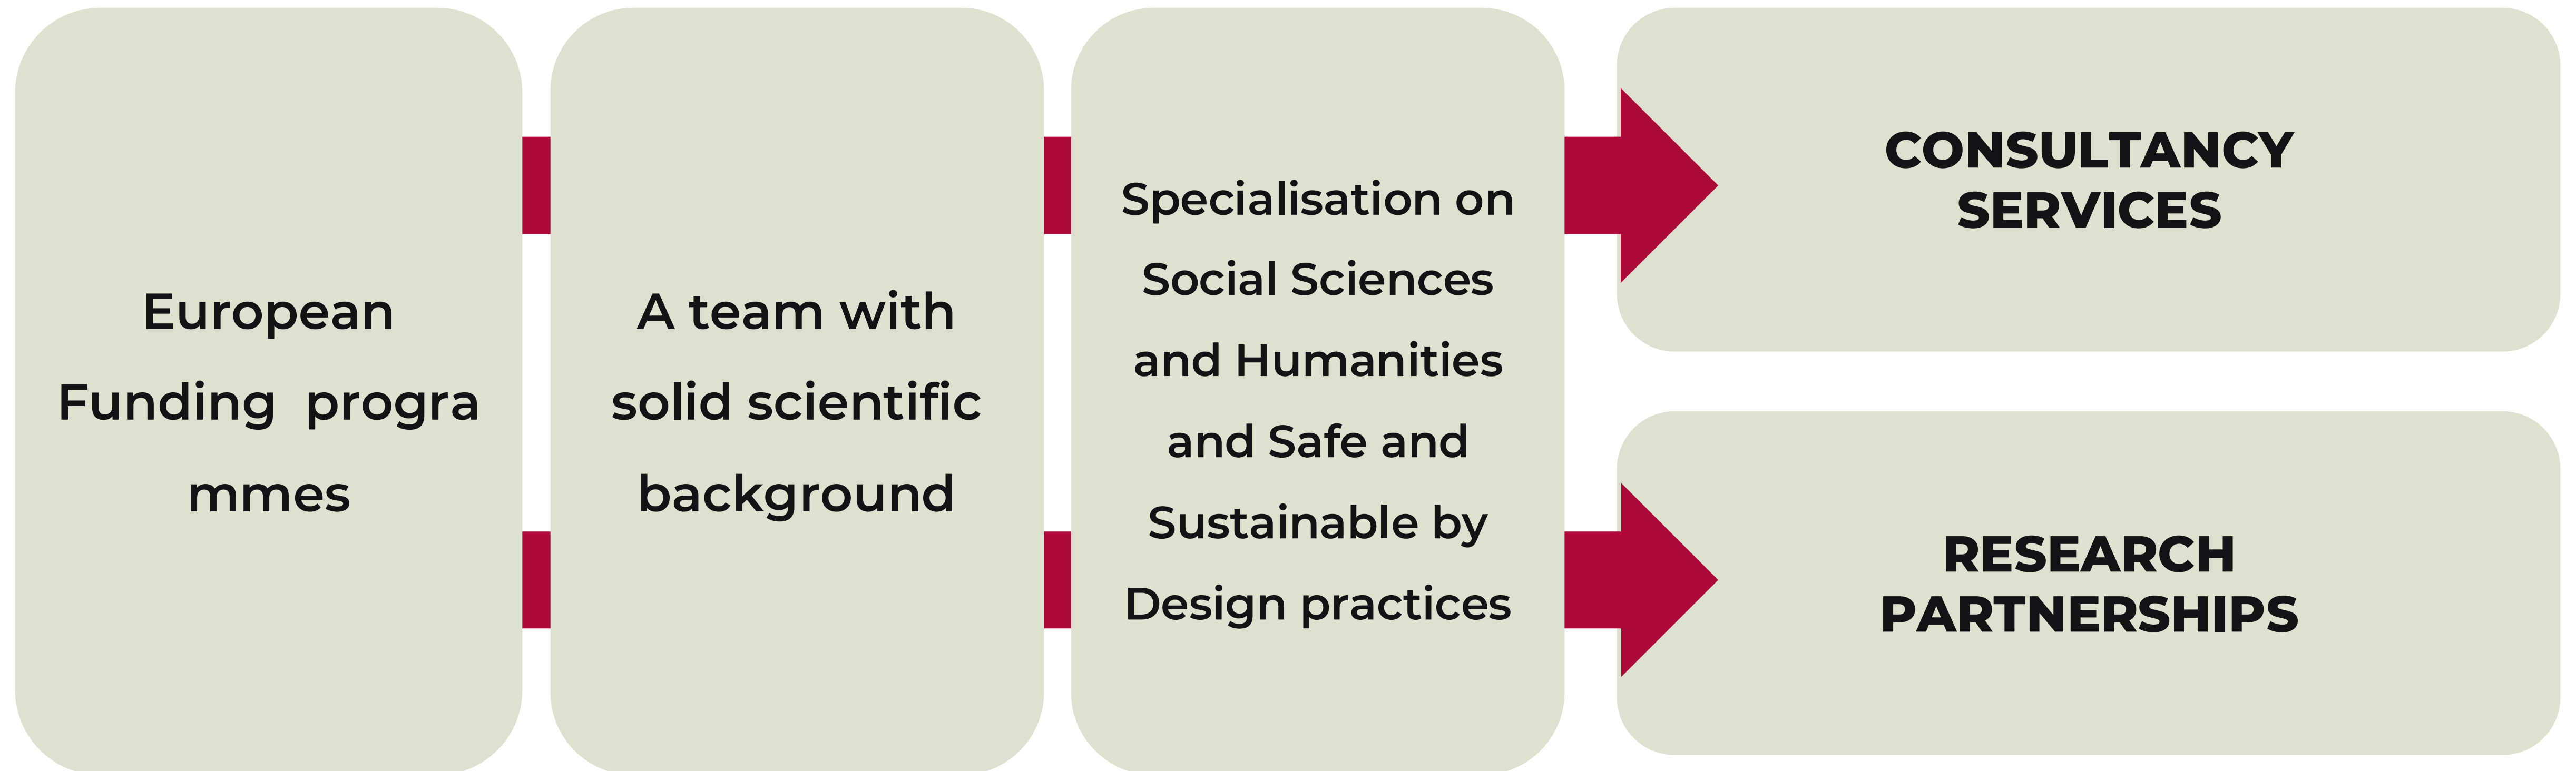 European
Funding  progra
mmes
A team with
solid scientific
background
Specialisation on
Social Sciences
and Humanities
and Safe and
Sustainable by
Design practices
CONSULTANCY
SERVICES
RESEARCH
PARTNERSHIPS